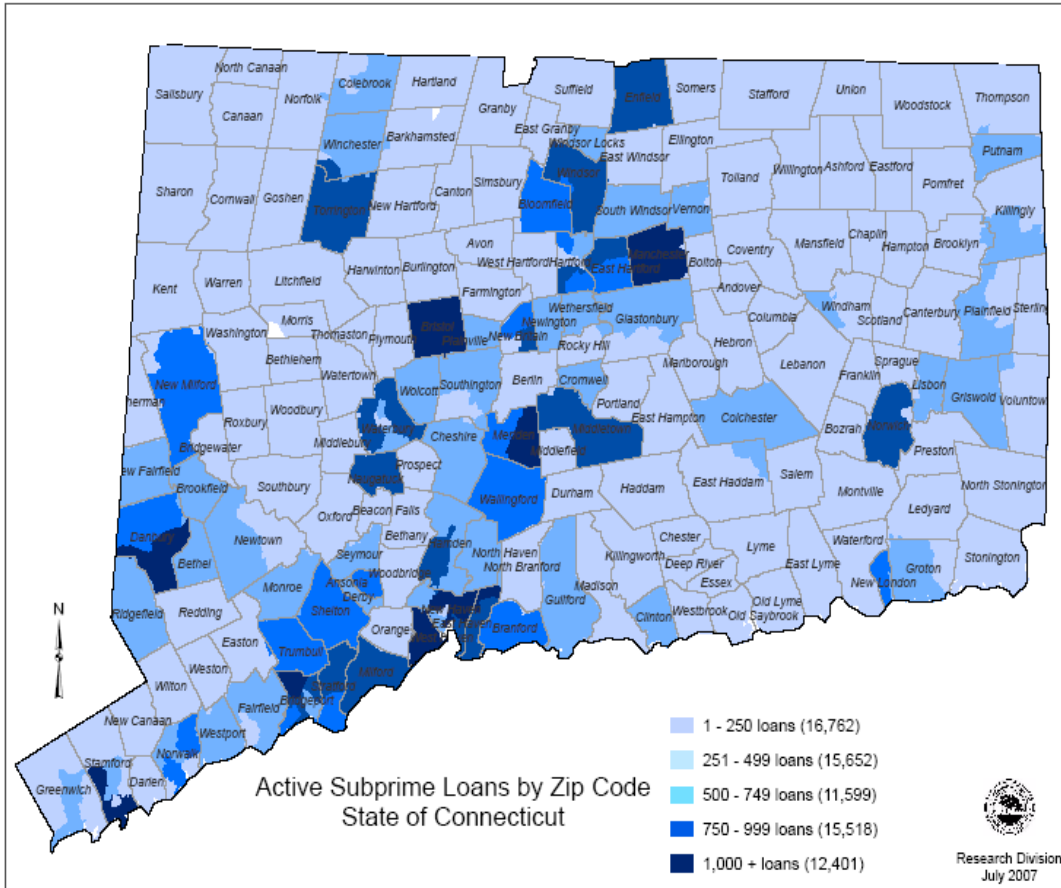 North Canaan
Colebrook
Hartland
Suffield
Enfield
Somers
Stafford
Union
Woodstock
Thompson
Salisbury
Canaan
Norfolk
Granby
East Granby
Windsor Locks
Winchester
Barkhamsted
East Windsor
Ellington
Putnam
Sharon
Cornwall
Goshen
Torrington
New Hartford
Canton
Simsbury
Bloomfield
Windsor
South Windsor
Vernon
Tolland
Willington
Ashford
Eastford
Pomfret
Killingly
Avon
West Hartford
Hartford
East Hartford
Manchester
Bolton
Coventry
Mansfield
Chaplin
Hampton
Brooklyn
Kent
Warren
Litchfield
Harwinton
Burlington
Farmington
Andover
Washington
Morris
Thomaston
Plymouth
Bristol
Plainville
New Britain
Newington
Wethersfield
Rocky Hill
Glastonbury
Hebron
Columbia
Windham
Scotland
Canterbury
Plainfield
Sterling
Bethlehem
Watertown
Wolcott
Southington
Berlin
Cromwell
Portland
Marlborough
Lebanon
Franklin
Sprague
Lisbon
Griswold
Voluntow
New Milford
herman
Roxbury
Woodbury
Bridgewater
Middlebury
Waterbury
Cheshire
Meriden
Middletown
Middlefield
East Hampton
Colchester
Bozrah
Norwich
Preston
ew Fairfield
Brookfield
Southbury
Naugatuck
Prospect
Wallingford
Durham
Haddam
East Haddam
Salem
Montville
North Stonington
Danbury
Bethel
Newtown
Oxford
Beacon Falls
Bethany
Hamden
North Haven
North Branford
Killingworth
Chester
Deep River
Essex
Lyme
East Lyme
Waterford
Ledyard
Seymour
Ansonia
Derby
Woodbridge
Monroe
Ridgefield
Redding
Shelton
Orange
New Haven
East Haven
West Haven
Branford
Guilford
Madison
Clinton
Westbrook
Old Saybrook
Old Lyme
New London
Groton
Stonington
Easton
Trumbull
Weston
Wilton
Stratford
Milford
Bridgeport
Fairfield
New Canaan
Westport
Norwalk
Stamford
Darien
Greenwich
N
Active Subprime Loans by Zip Code
State of Connecticut
1 - 250 loans (16,762)
251 - 499 loans (15,652)
500 - 749 loans (11,599)
750 - 999 loans (15,518)
1,000 + loans (12,401)
Research Division
July 2007